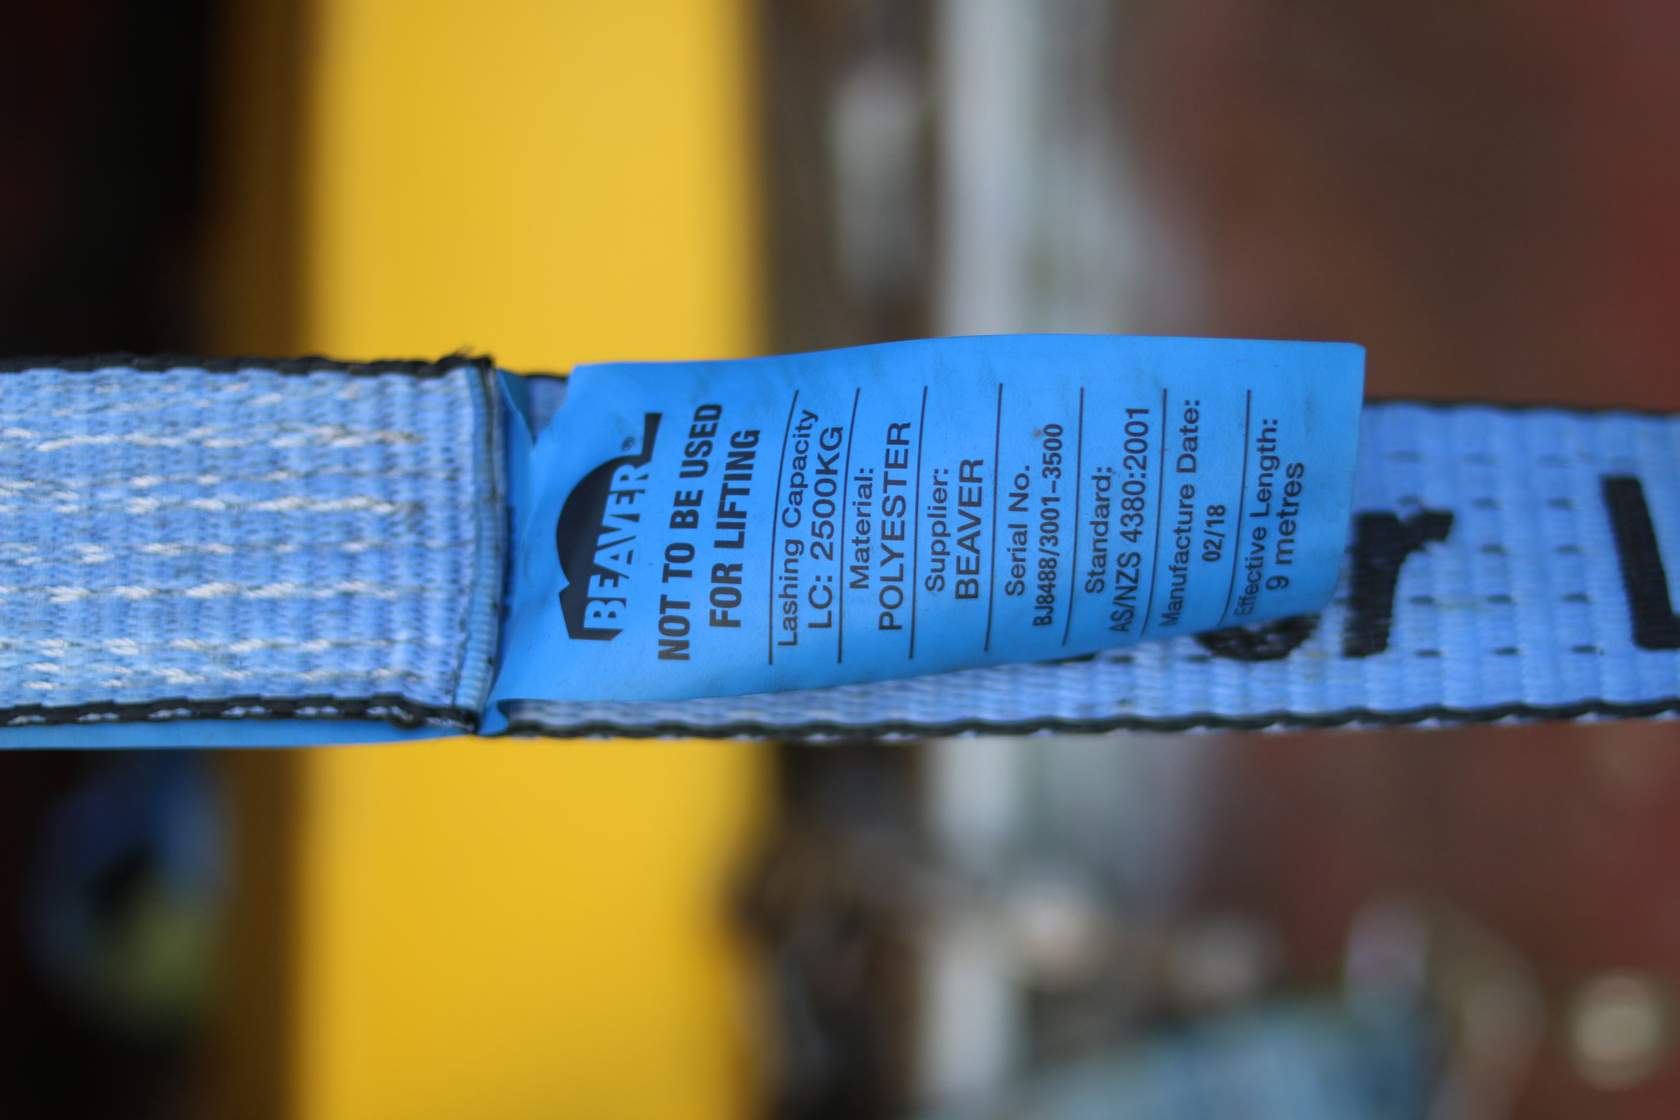 BEAVER®
NOT TO BE USED
FOR LIFTING
Lashing Capacity
LC: 2500KG
Material:
POLYESTER
Supplier:
BEAVER
Serial No.
BJ8488/3001-3500
Standard:
AS/NZS 4380:2001
Manufacture Date:
02/18
Effective Length:
9 metres